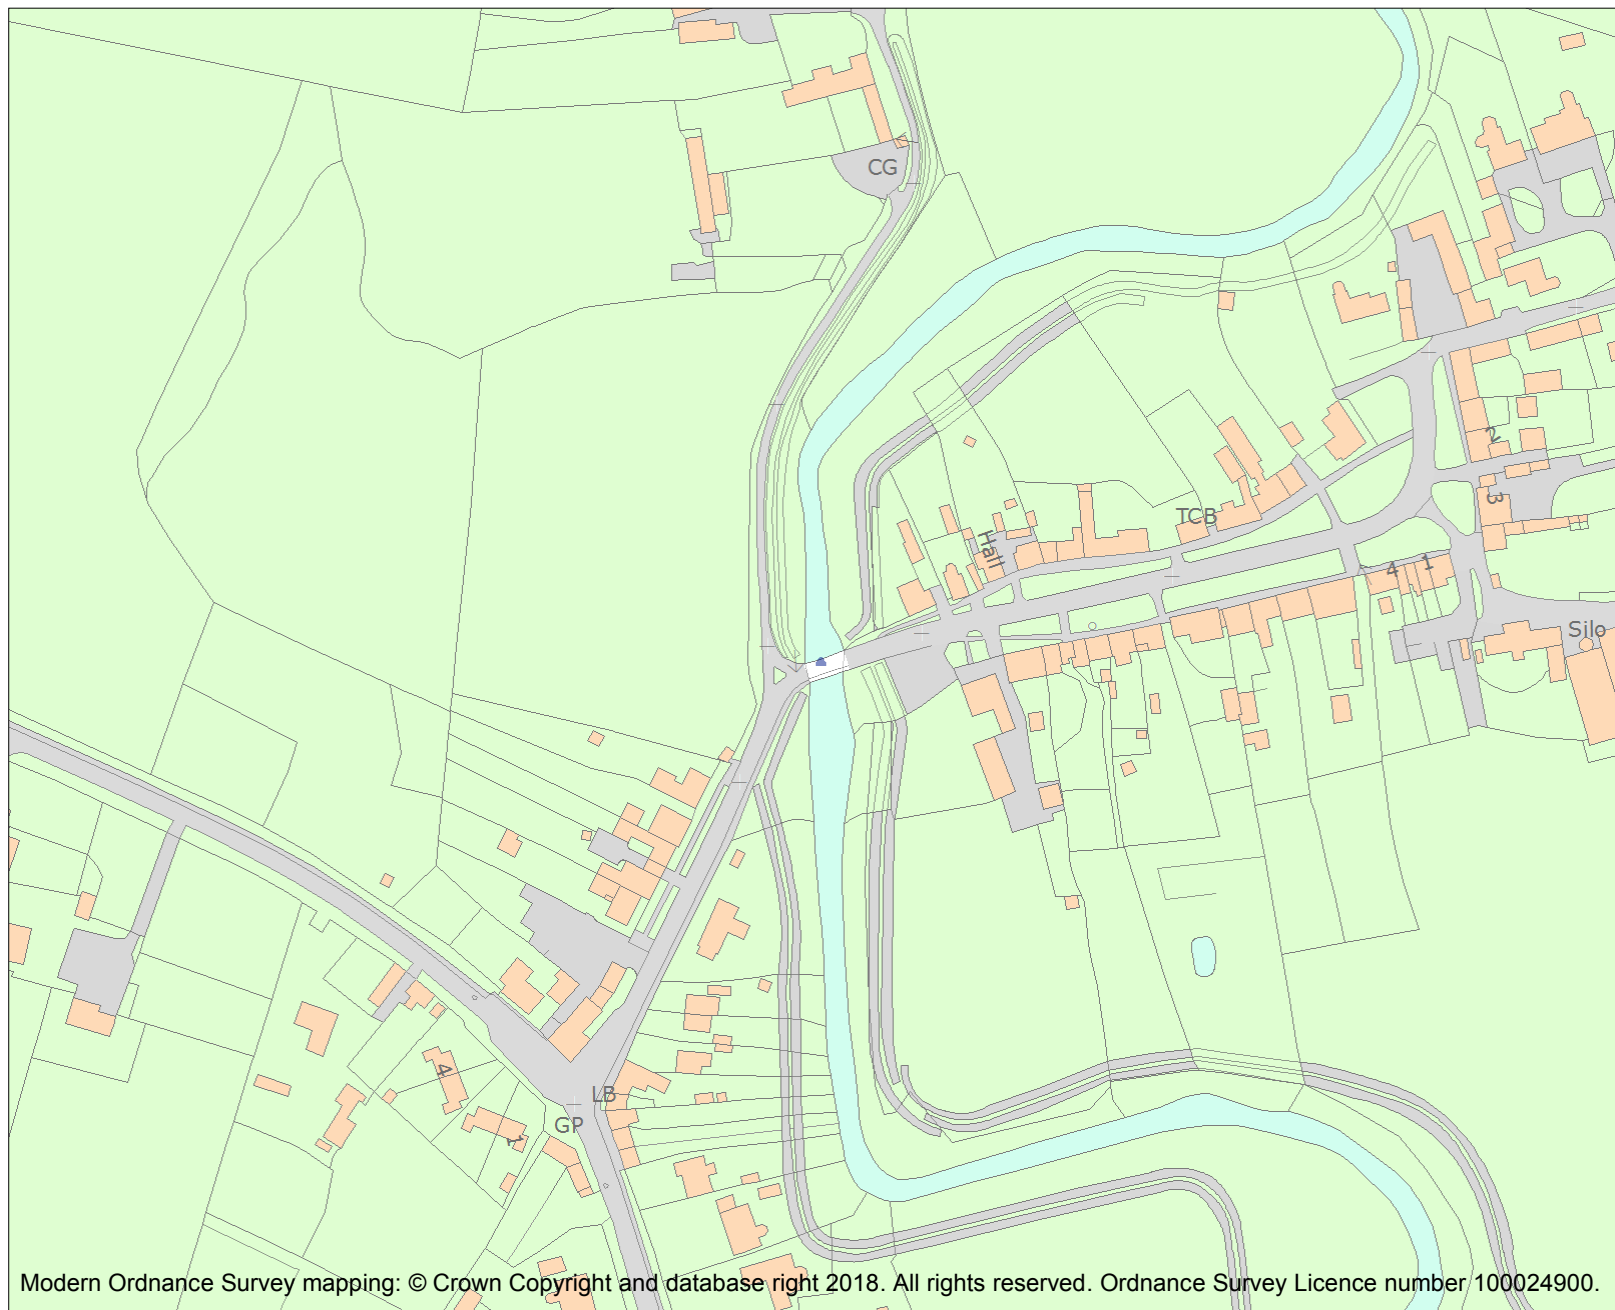 CG
2
3
TCB
Hall
4
1
Silo
4
LB
GP
1
Modern Ordnance Survey mapping: © Crown Copyright and database right 2018. All rights reserved. Ordnance Survey Licence number 100024900.